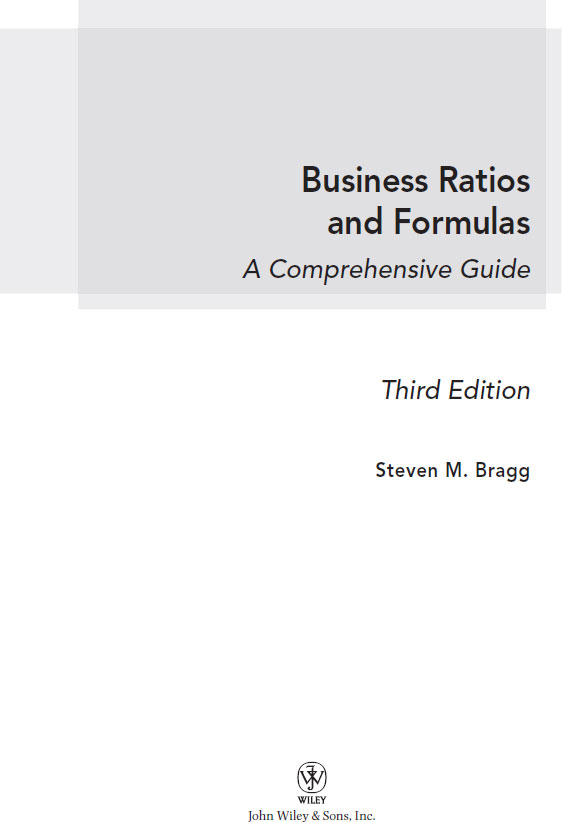 Business Ratios
and Formulas
A Comprehensive Guide
Third Edition
Steven M. Bragg
WILEY
John Wiley & Sons, Inc.